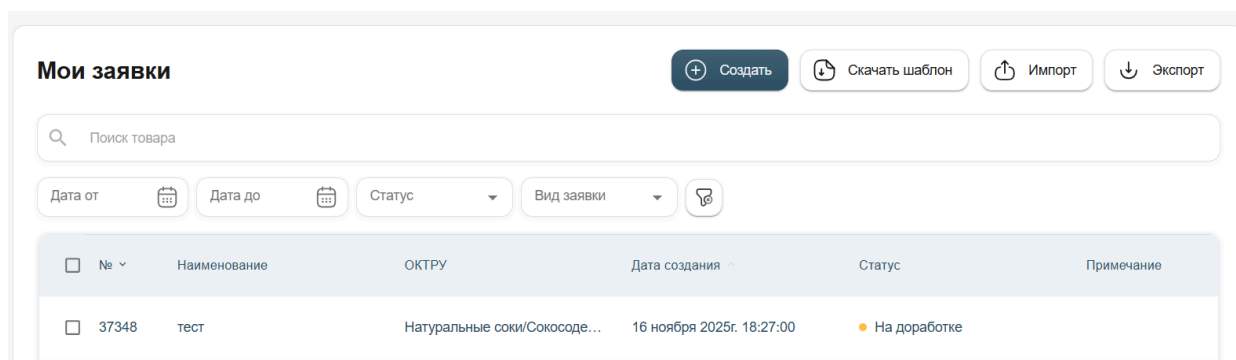 Мои заявки
Создать
Скачать шаблон
Импорт
Экспорт
Поиск товара
Дата от
Дата до
Статус
Вид заявки
№ Наименование ОКТРУ Дата создания Статус Примечание
37348 тест Натуральные соки/Сокосоде... 16 ноября 2025г. 18:27:00 На доработке